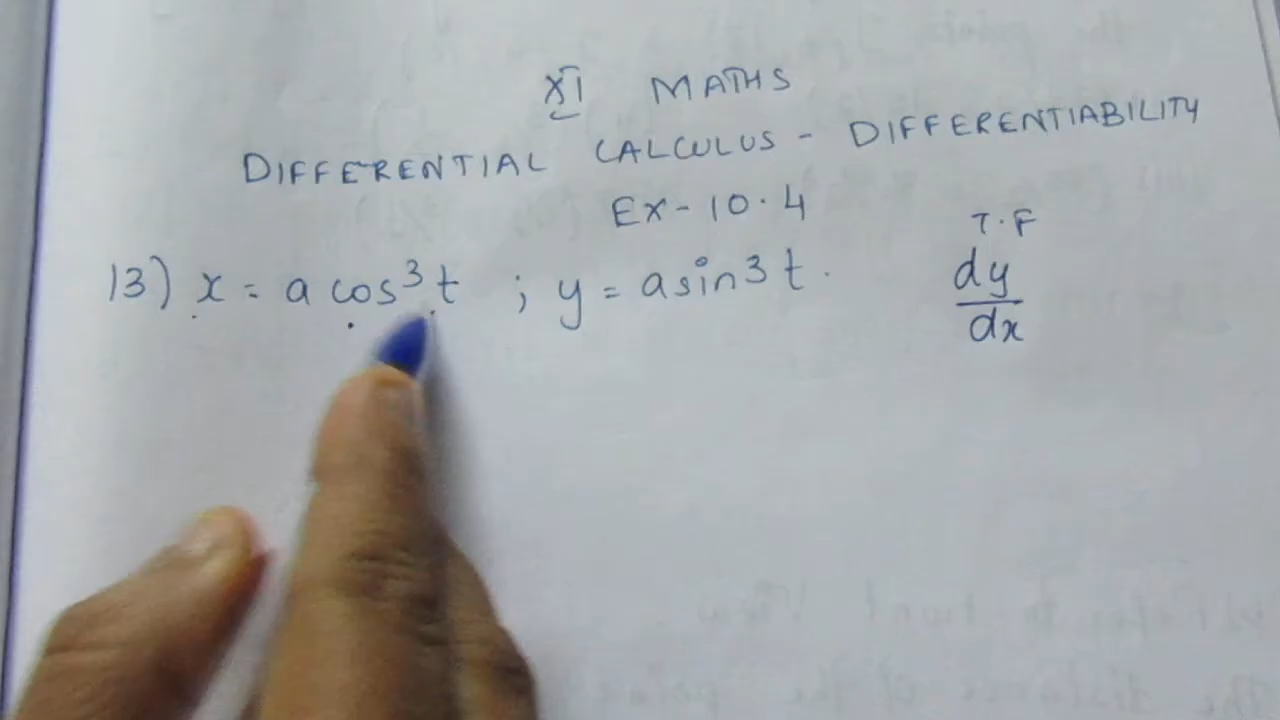 XI MATHS
DIFFERENTIAL CALCULUS - DIFFERENTIABILITY
EX-10.4
T.F
13) x = a cos³t ; y = a sin³t. dy/dx